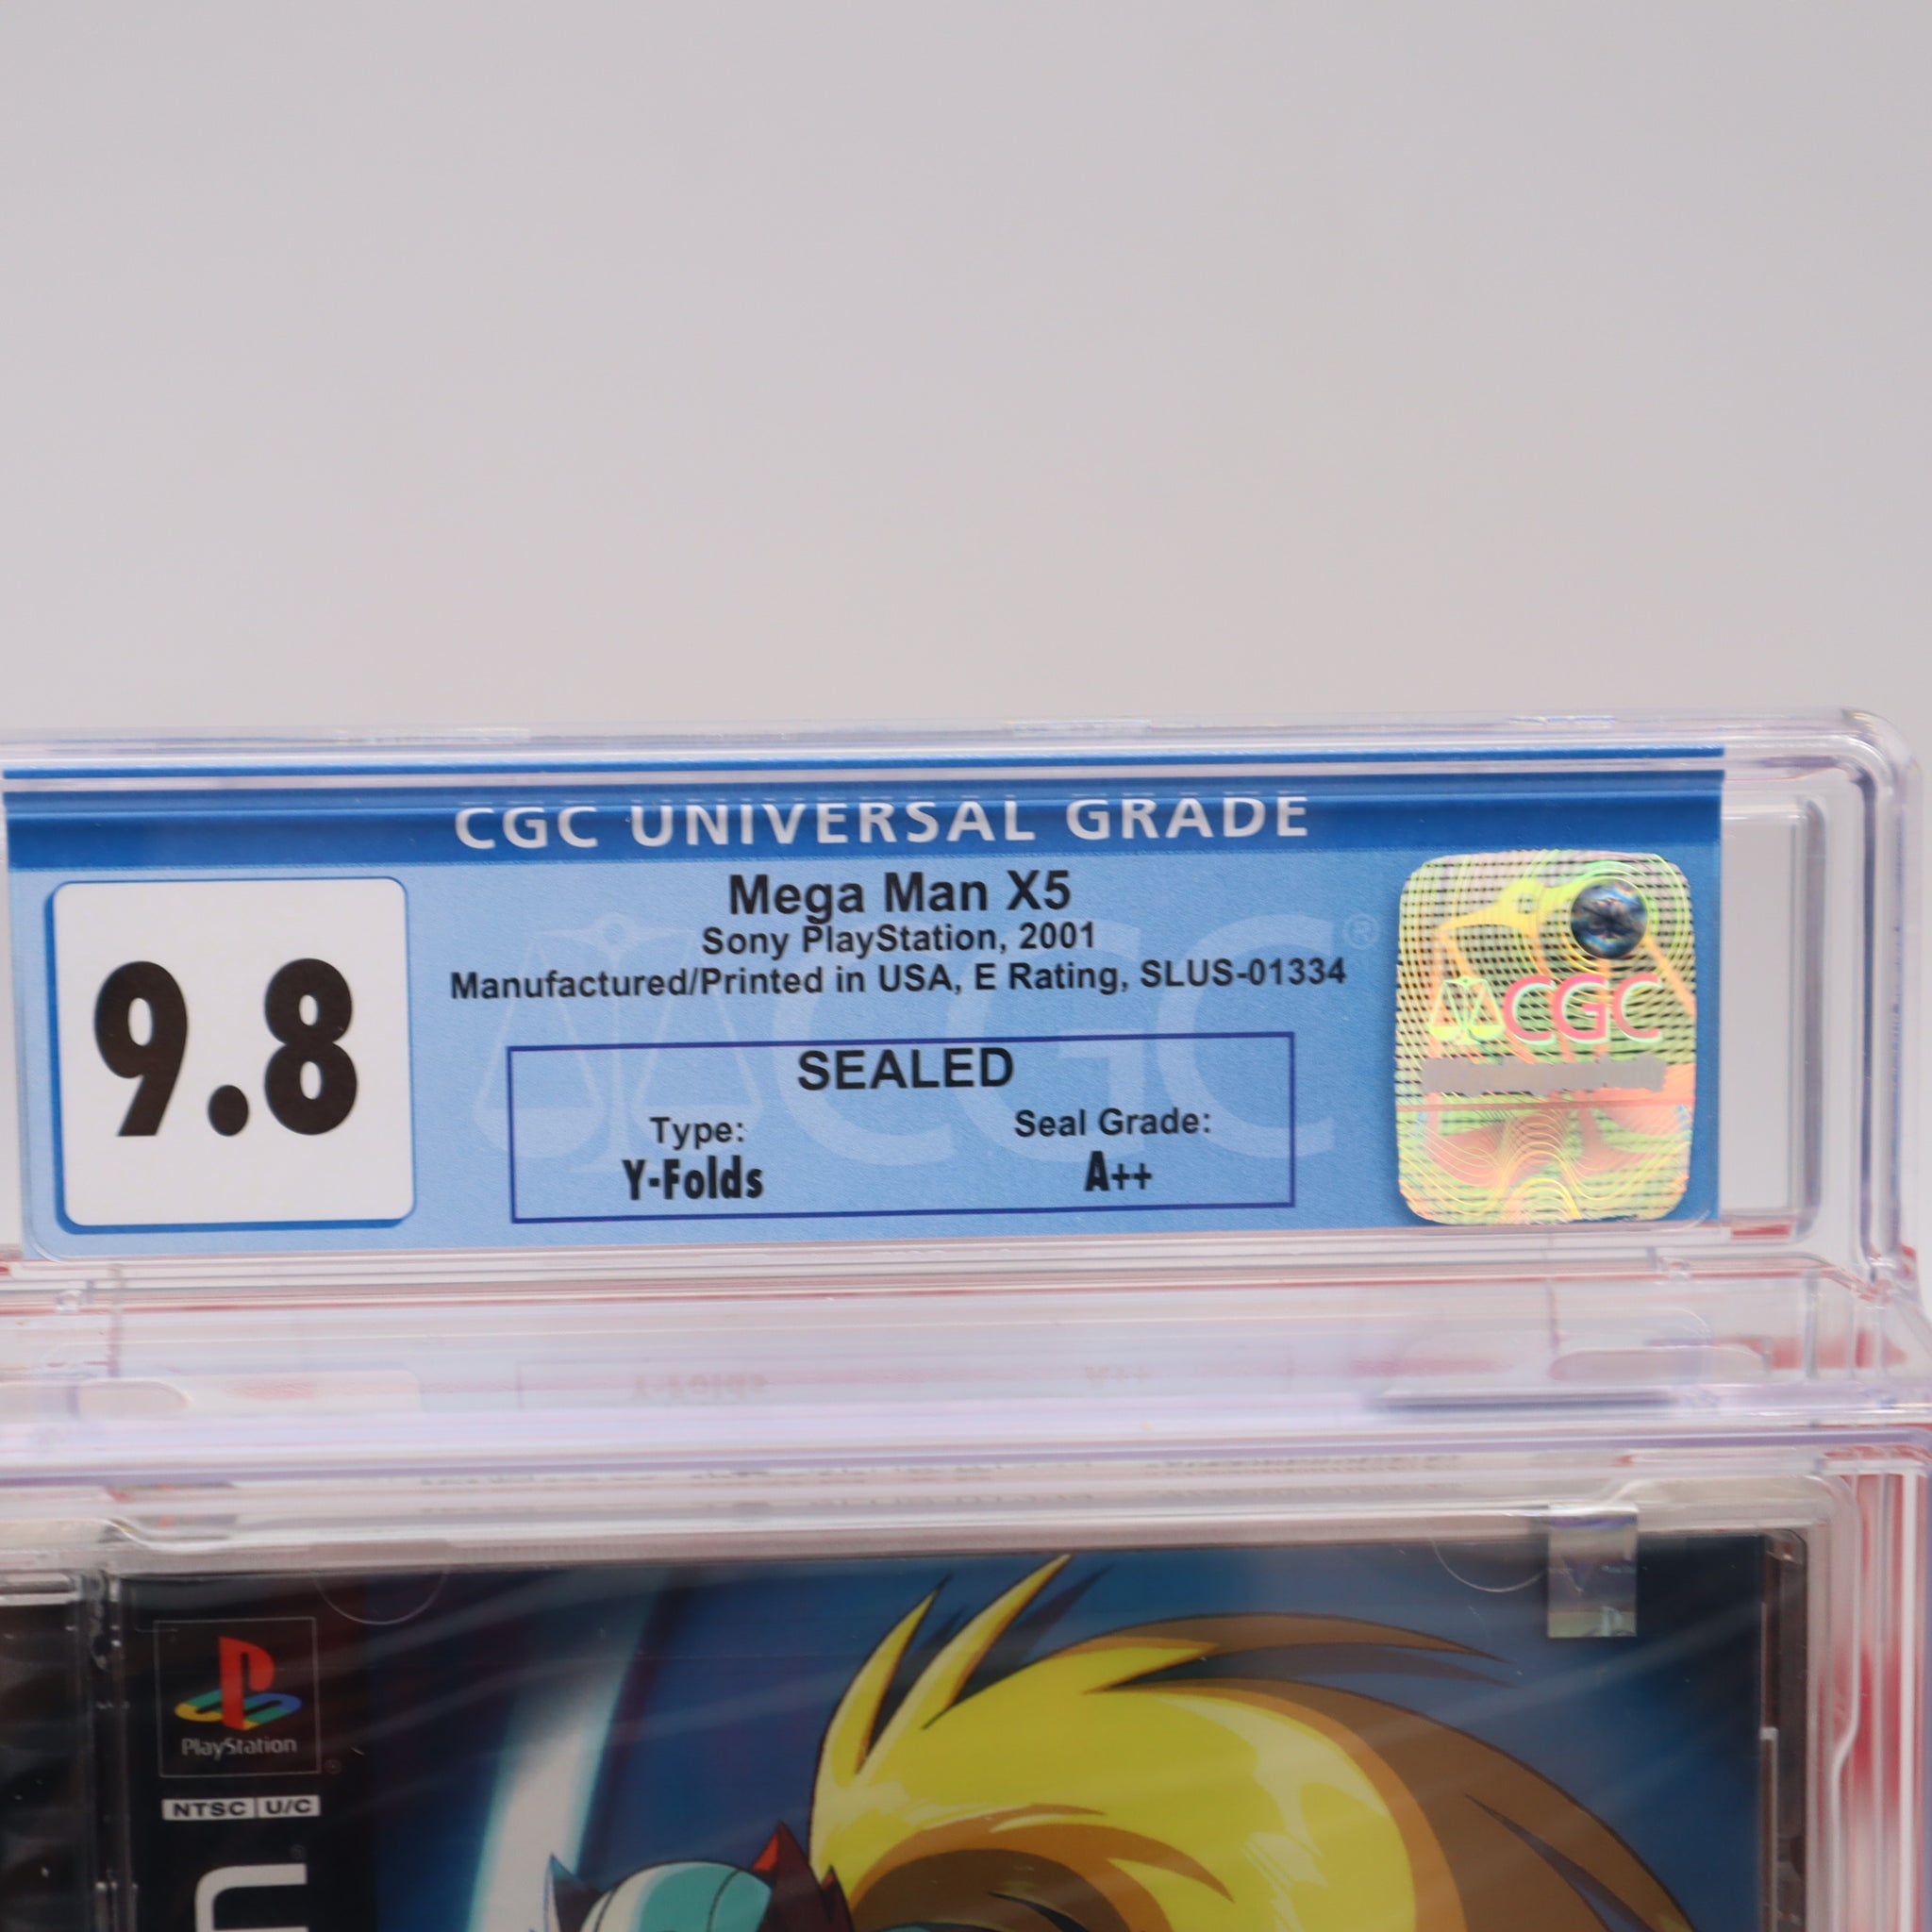 CGC UNIVERSAL GRADE
9.8
Mega Man X5
Sony PlayStation, 2001
Manufactured/Printed in USA, E Rating, SLUS-01334
CGC®
SEALED
Type:
Y-Folds
Seal Grade:
A++
CGC
PlayStation
®
NTSC U/C